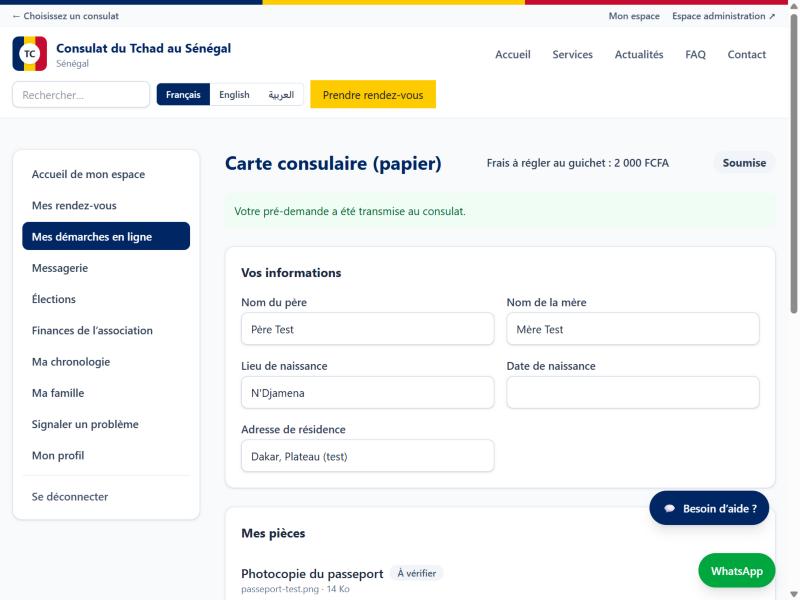 ← Choisissez un consulat
Mon espace
Espace administration ↗
TC
Consulat du Tchad au Sénégal
Sénégal
Accueil
Services
Actualités
FAQ
Contact
Rechercher...
Français
English
العربية
Prendre rendez-vous
Accueil de mon espace
Mes rendez-vous
Mes démarches en ligne
Messagerie
Élections
Finances de l'association
Ma chronologie
Ma famille
Signaler un problème
Mon profil
Se déconnecter
Carte consulaire (papier)
Frais à régler au guichet : 2 000 FCFA
Soumise
Votre pré-demande a été transmise au consulat.
Vos informations
Nom du père
Nom de la mère
Père Test
Mère Test
Lieu de naissance
Date de naissance
N'Djamena
Adresse de résidence
Dakar, Plateau (test)
Besoin d'aide ?
Mes pièces
Photocopie du passeport
À vérifier
passeport-test.png · 14 Ko
WhatsApp